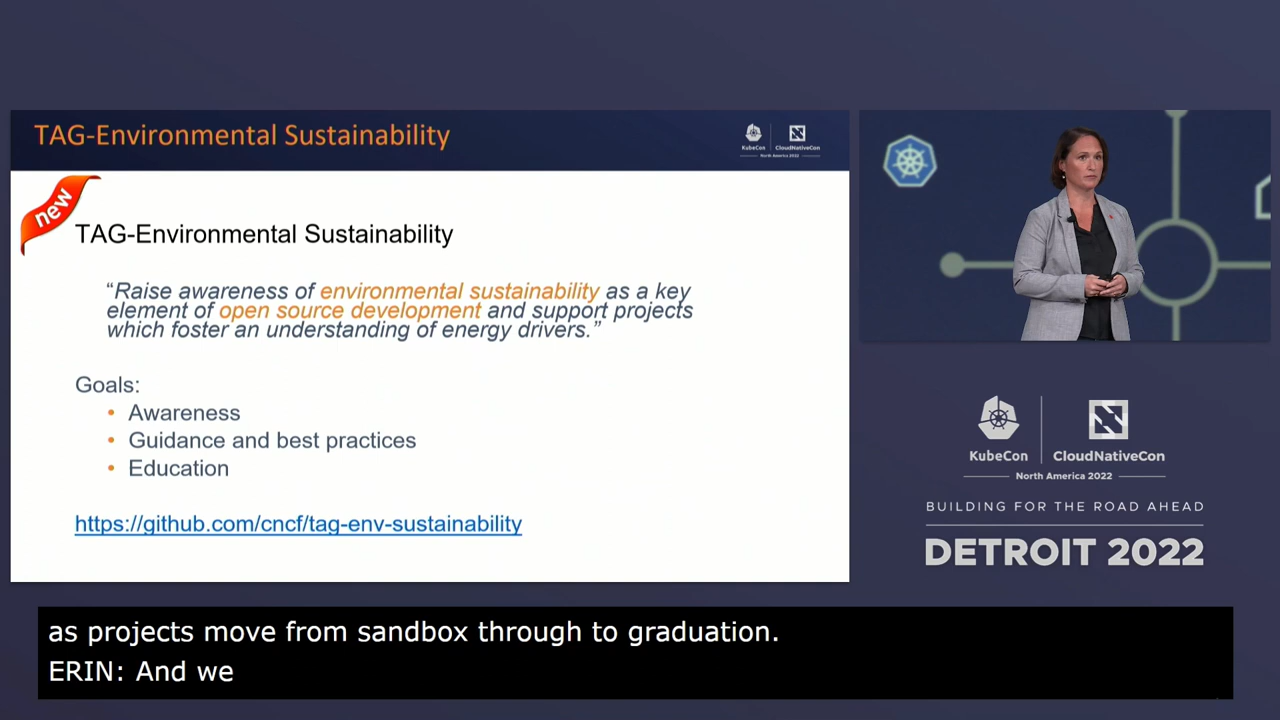 TAG-Environmental Sustainability
KubeCon
CloudNativeCon
North America 2022
new
TAG-Environmental Sustainability
“Raise awareness of environmental sustainability as a key
element of open source development and support projects
which foster an understanding of energy drivers.”
Goals:
• Awareness
• Guidance and best practices
• Education
https://github.com/cncf/tag-env-sustainability
KubeCon
CloudNativeCon
North America 2022
BUILDING FOR THE ROAD AHEAD
DETROIT 2022
as projects move from sandbox through to graduation.
ERIN: And we